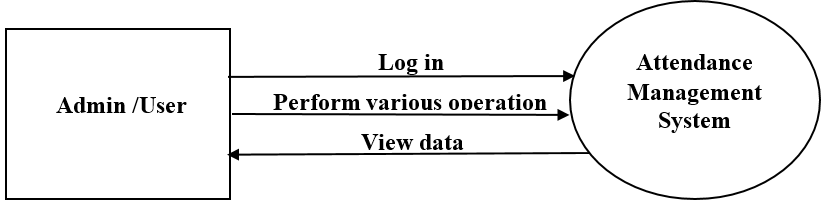 Log in
Admin /User
Perform various operation
View data
Attendance
Management
System